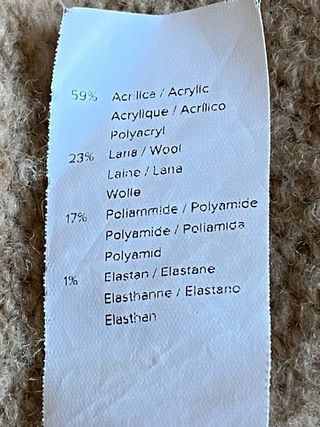 59% Acrilica / Acrylic
Acrylique / Acrílico
Polyacryl
23% Lana / Wool
Laine / Lana
Wolle
17% Poliammide / Polyamide
Polyamide / Poliamida
Polyamid
1% Elastan / Elastane
Elasthanne / Elastano
Elasthan